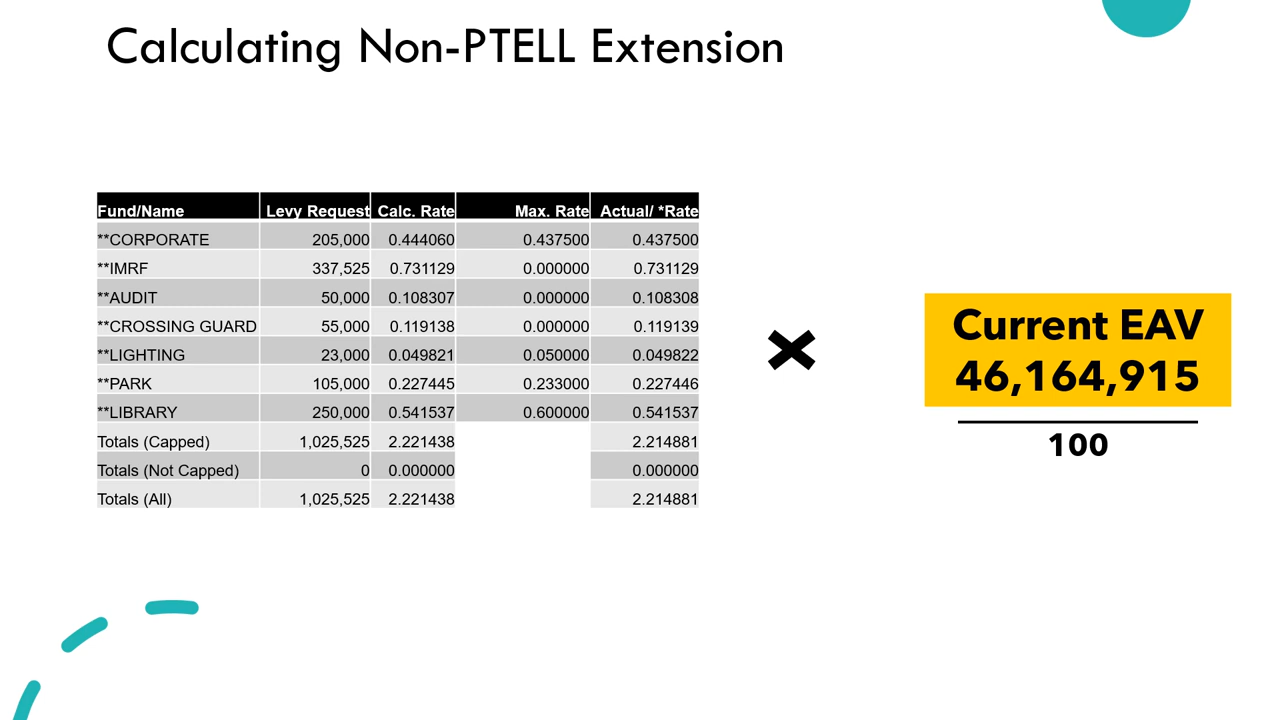 Calculating Non-PTELL Extension
Fund/Name Levy Request Calc. Rate Max. Rate Actual/ *Rate
**CORPORATE 205,000 0.444060 0.437500 0.437500
**IMRF 337,525 0.731129 0.000000 0.731129
**AUDIT 50,000 0.108307 0.000000 0.108308
**CROSSING GUARD 55,000 0.119138 0.000000 0.119139
**LIGHTING 23,000 0.049821 0.050000 0.049822
**PARK 105,000 0.227445 0.233000 0.227446
**LIBRARY 250,000 0.541537 0.600000 0.541537
Totals (Capped) 1,025,525 2.221438 2.214881
Totals (Not Capped) 0 0.000000 0.000000
Totals (All) 1,025,525 2.221438 2.214881
×
Current EAV
46,164,915
100